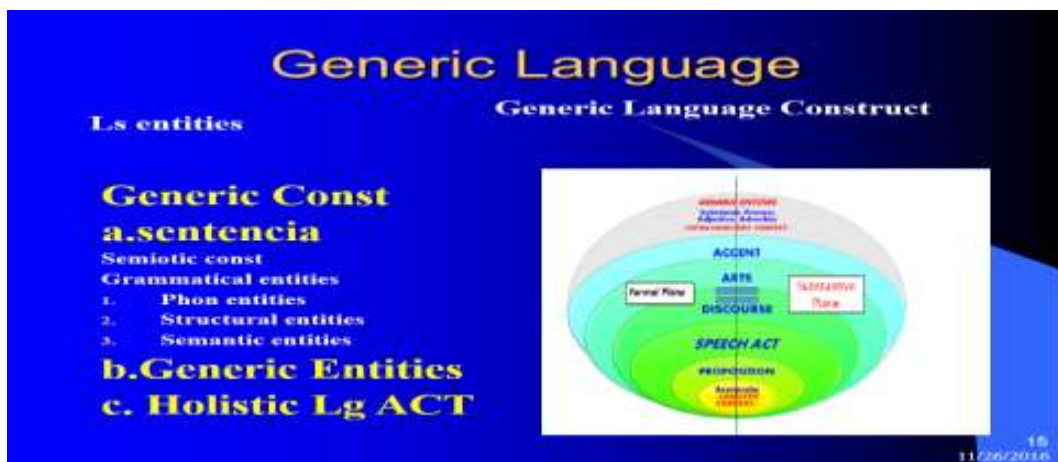 Generic Language
Ls entities
Generic Language Construct
Generic Const
a.sentencia
Semiotic const
Grammatical entities
1. Phon entities
2. Structural entities
3. Semantic entities
b.Generic Entities
c. Holistic Lg ACT
GENERIC ENTITIES
ACCENT
ARTS
Formal Plane
Substantive
Plane
DISCOURSE
SPEECH ACT
PROPOSITION
11/26/2016